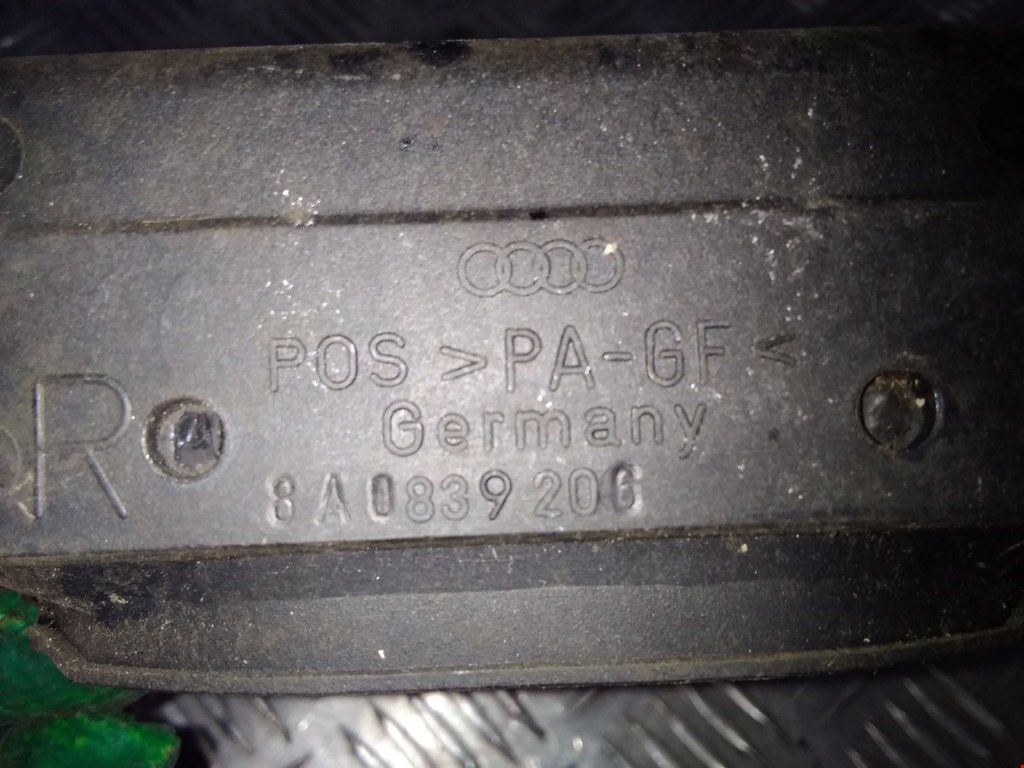 POS >PA-GF<
Germany
R
8A0839206